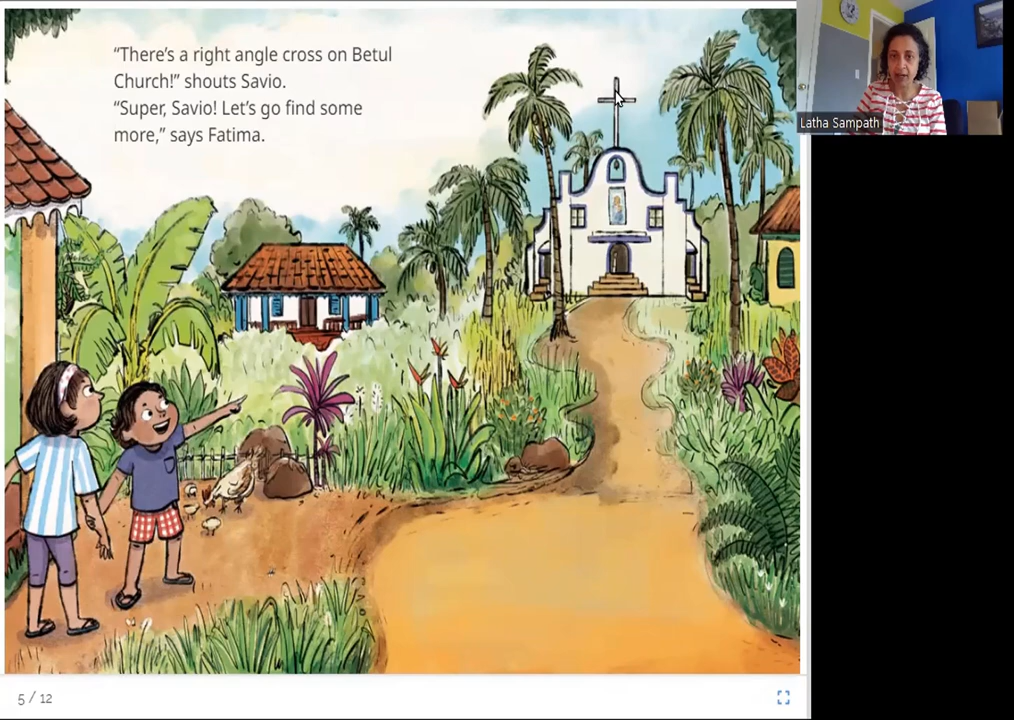 “There’s a right angle cross on Betul
Church!” shouts Savio.
“Super, Savio! Let’s go find some
more,” says Fatima.
Latha Sampath
5 / 12